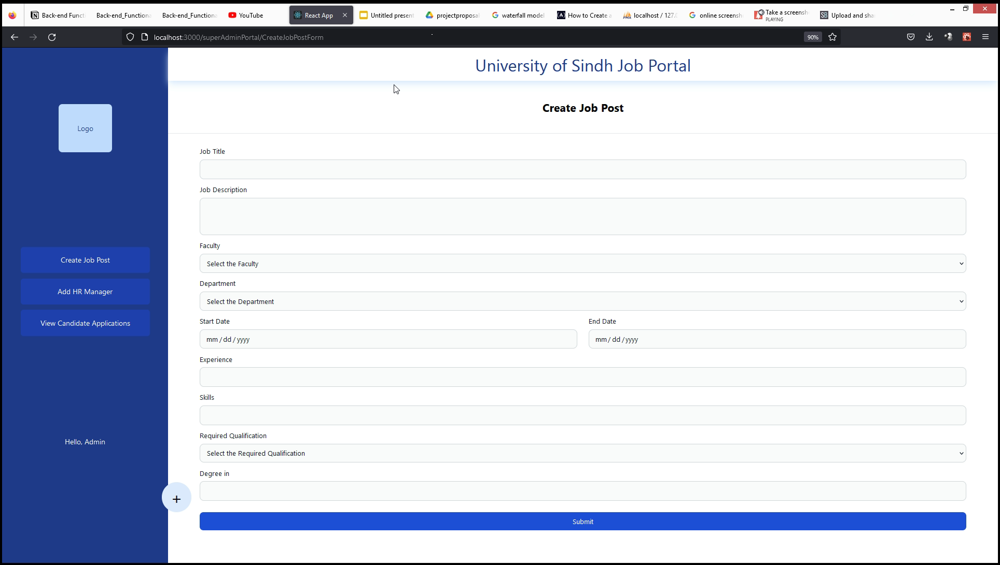 Back-end Funct
Back-end_Functiona
Back-end_Functiona
YouTube
React App
Untitled present
projectproposal
waterfall model
How to Create a
localhost / 127.0
online screensh
Take a screensh
PLAYING
Upload and sha
localhost:3000/superAdminPortal/CreateJobPostForm
90%
University of Sindh Job Portal
Logo
Create Job Post
Add HR Manager
View Candidate Applications
Hello, Admin
+
Create Job Post
Job Title
Job Description
Faculty
Select the Faculty
Department
Select the Department
Start Date
End Date
mm / dd / yyyy
mm / dd / yyyy
Experience
Skills
Required Qualification
Select the Required Qualification
Degree in
Submit